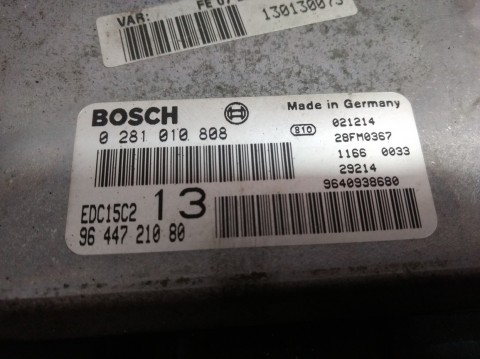 VAR:
130130073
BOSCH
Made in Germany
0 281 010 808
810
021214
28FM0367
1166 0033
29214
9640938680
EDC15C2 13
96 447 210 80